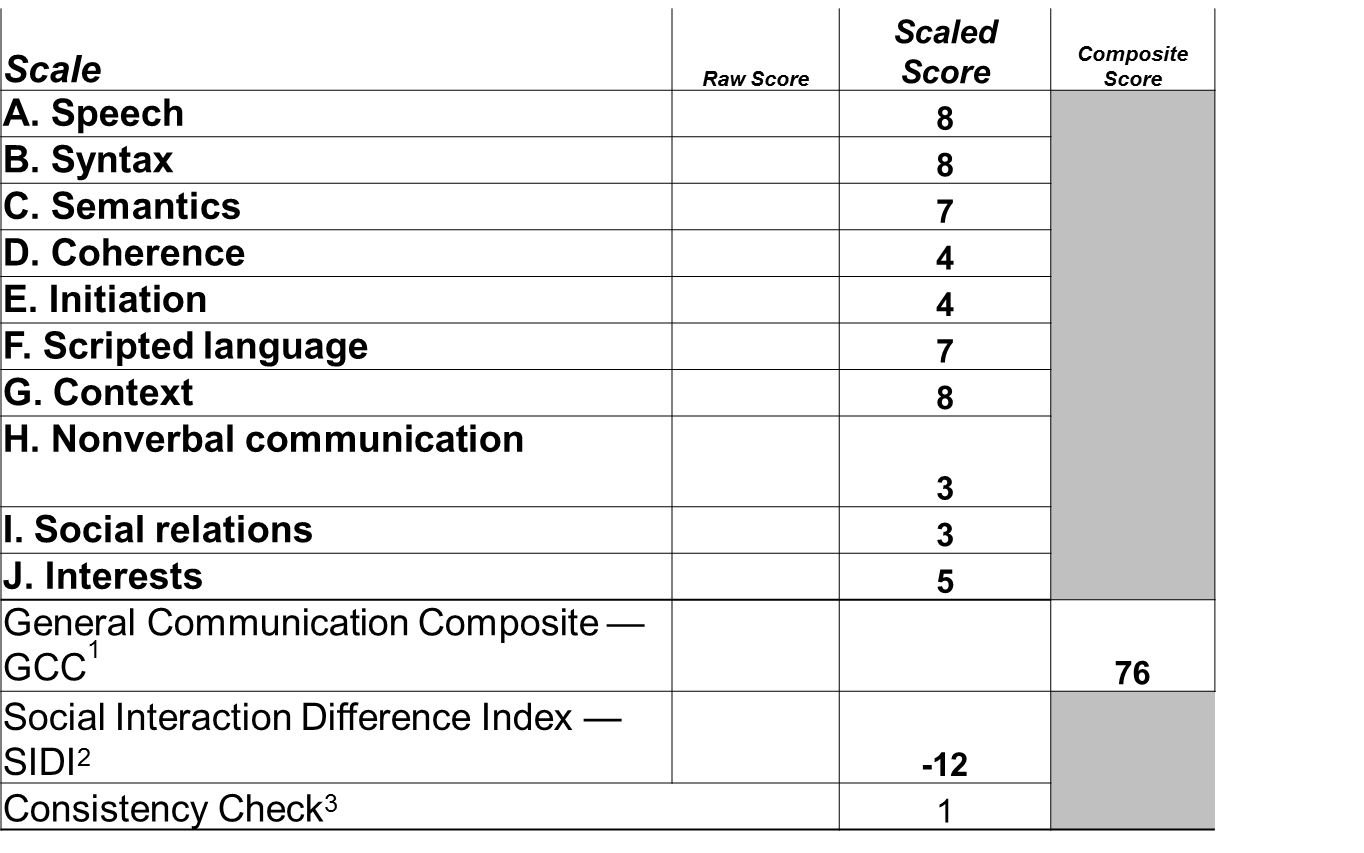 Scale Raw Score Scaled Score Composite Score
A. Speech 8
B. Syntax 8
C. Semantics 7
D. Coherence 4
E. Initiation 4
F. Scripted language 7
G. Context 8
H. Nonverbal communication 3
I. Social relations 3
J. Interests 5
General Communication Composite —
GCC1 76
Social Interaction Difference Index —
SIDI2 -12
Consistency Check3 1